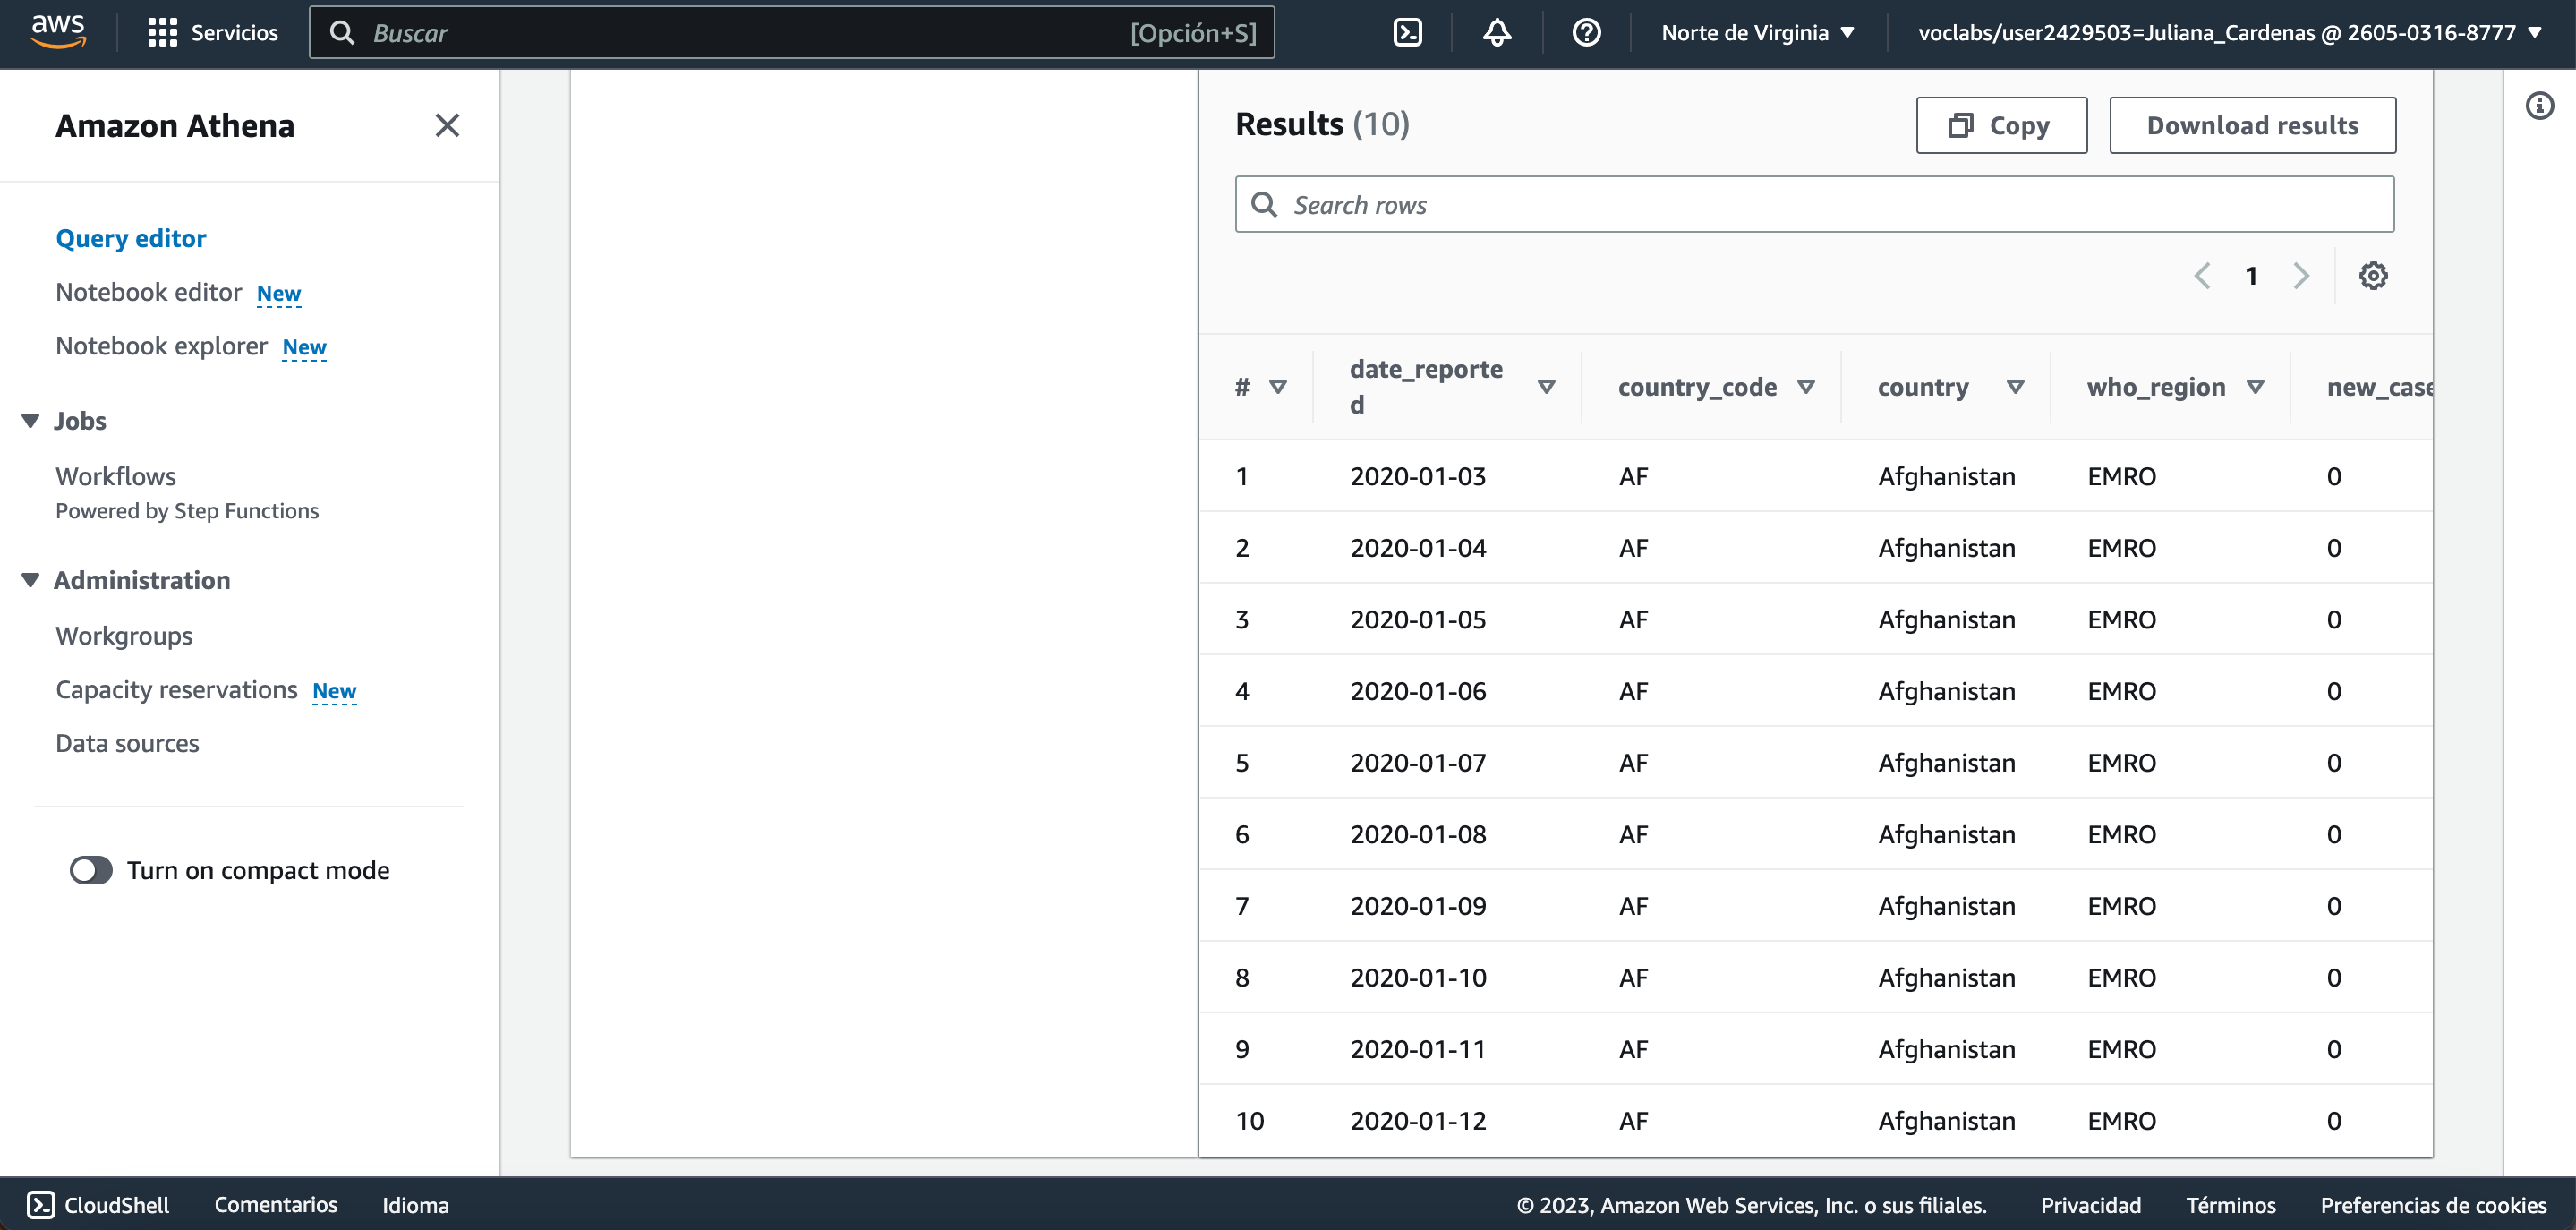 aws
Servicios
Buscar
[Opción+S]
Norte de Virginia
voclabs/user2429503=Juliana_Cardenas @ 2605-0316-8777
Amazon Athena
Query editor
Notebook editor New
Notebook explorer New
Jobs
Workflows
Powered by Step Functions
Administration
Workgroups
Capacity reservations New
Data sources
Turn on compact mode
Results (10)
Copy
Download results
Search rows
1
# date_reporte
d country_code country who_region new_case
1 2020-01-03 AF Afghanistan EMRO 0
2 2020-01-04 AF Afghanistan EMRO 0
3 2020-01-05 AF Afghanistan EMRO 0
4 2020-01-06 AF Afghanistan EMRO 0
5 2020-01-07 AF Afghanistan EMRO 0
6 2020-01-08 AF Afghanistan EMRO 0
7 2020-01-09 AF Afghanistan EMRO 0
8 2020-01-10 AF Afghanistan EMRO 0
9 2020-01-11 AF Afghanistan EMRO 0
10 2020-01-12 AF Afghanistan EMRO 0
CloudShell
Comentarios
Idioma
© 2023, Amazon Web Services, Inc. o sus filiales.
Privacidad
Términos
Preferencias de cookies